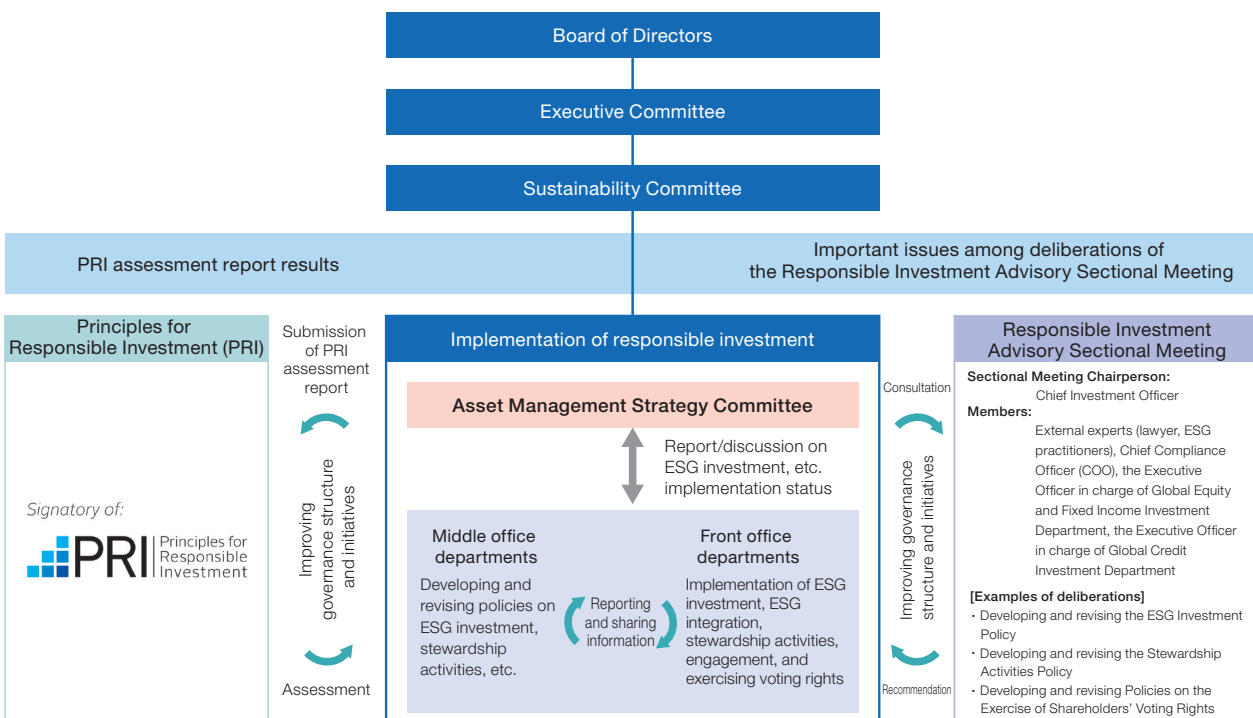 Board of Directors
Executive Committee
Sustainability Committee
PRI assessment report results
Important issues among deliberations of
the Responsible Investment Advisory Sectional Meeting
Principles for
Responsible Investment (PRI)
Signatory of:
PRI
Principles for
Responsible
Investment
Submission
of PRI
assessment
report
Improving
governance structure
and initiatives
Assessment
Implementation of responsible investment
Asset Management Strategy Committee
Report/discussion on
ESG investment, etc.
implementation status
Middle office
departments
Developing and
revising policies on
ESG investment,
stewardship
activities, etc.
Reporting
and sharing
information
Front office
departments
Implementation of ESG
investment, ESG
integration,
stewardship activities,
engagement, and
exercising voting rights
Consultation
Improving governance
structure and initiatives
Recommendation
Responsible Investment
Advisory Sectional Meeting
Sectional Meeting Chairperson:
Chief Investment Officer
Members:
External experts (lawyer, ESG
practitioners), Chief Compliance
Officer (COO), the Executive
Officer in charge of Global Equity
and Fixed Income Investment
Department, the Executive Officer
in charge of Global Credit
Investment Department
[Examples of deliberations]
・Developing and revising the ESG Investment
Policy
・Developing and revising the Stewardship
Activities Policy
・Developing and revising Policies on the
Exercise of Shareholders' Voting Rights